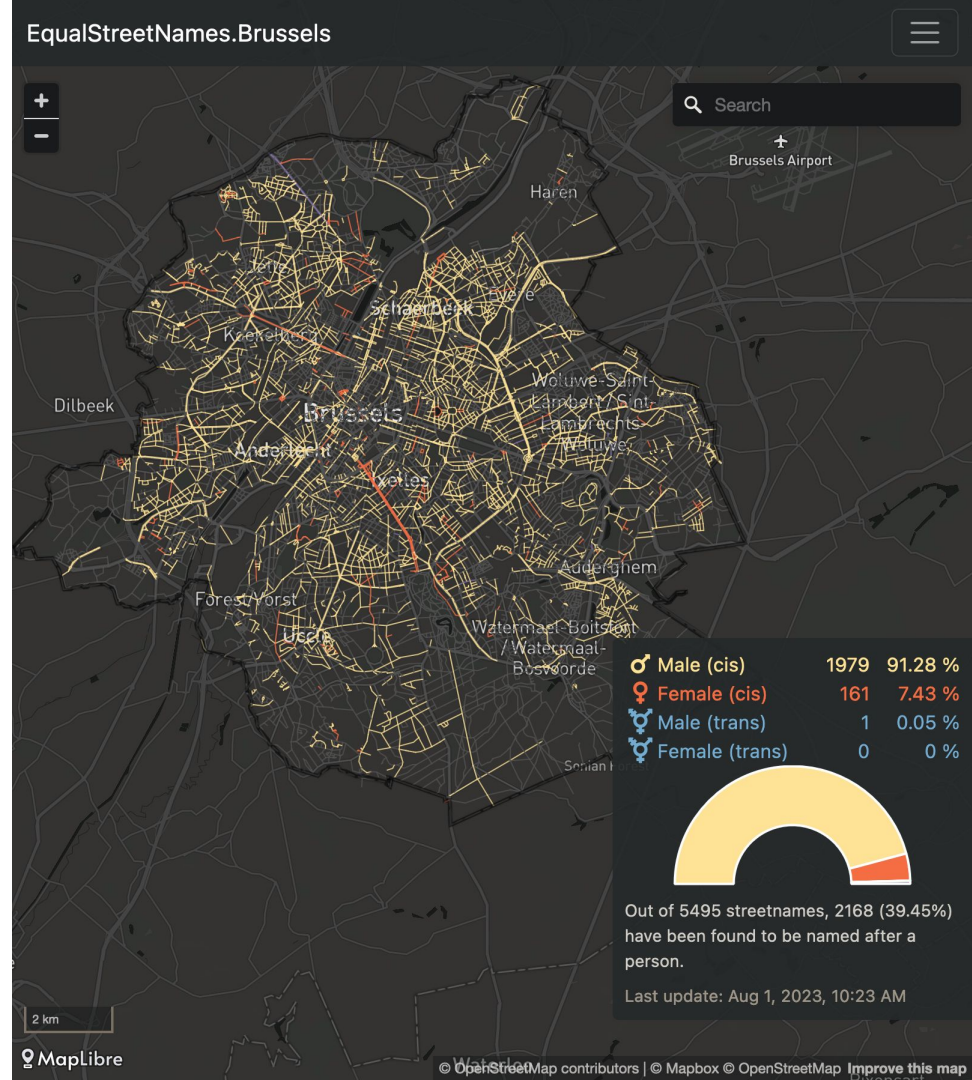 EqualStreetNames.Brussels
+
−
Search
Brussels Airport
Haren
Jette
Evere
Schaerbeek
Koekelberg
Woluwe-Saint-
Lambert / Sint-
Lambrechts-
Woluwe
Dilbeek
Brussels
Anderlecht
Ixelles
Auderghem
Forest/Vorst
Uccle
Watermael-Boitsfort
/ Watermaal-
Bosvoorde
Male (cis) 1979 91.28 %
Female (cis) 161 7.43 %
Male (trans) 1 0.05 %
Female (trans) 0 0 %
Sonian Forest
Out of 5495 streetnames, 2168 (39.45%)
have been found to be named after a
person.
Last update: Aug 1, 2023, 10:23 AM
2 km
MapLibre
Waterloo
© OpenStreetMap contributors | © Mapbox © OpenStreetMap Improve this map